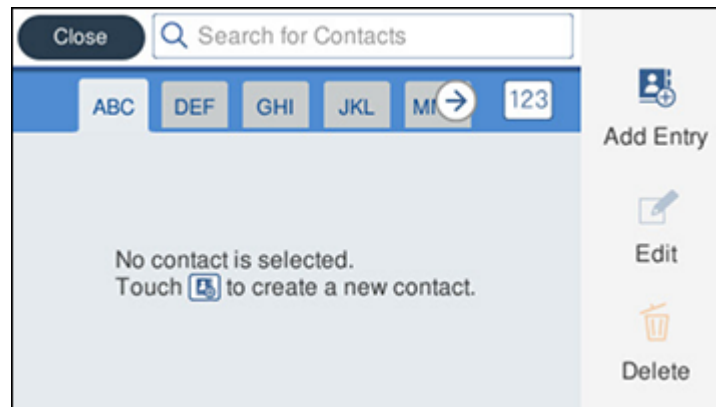 Close
Search for Contacts
ABC DEF GHI JKL 123
Add Entry
Edit
Delete
No contact is selected.
Touch to create a new contact.